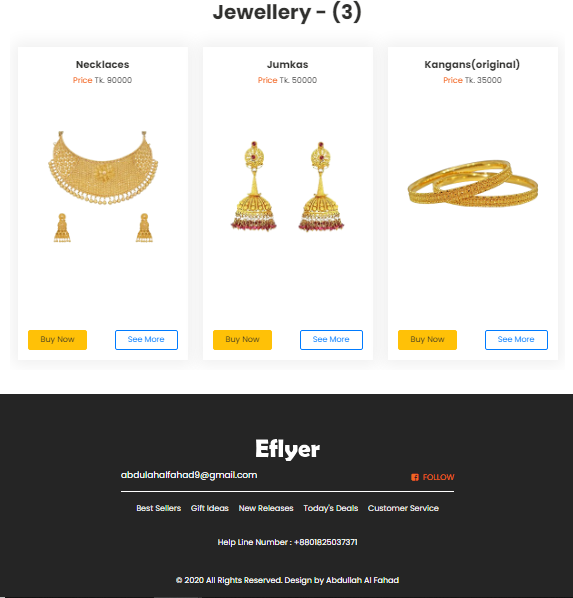 Jewellery - (3)
Necklaces
Price Tk. 90000
Jumkas
Price Tk. 50000
Kangans(original)
Price Tk. 35000
Buy Now
See More
Buy Now
See More
Buy Now
See More
Eflyer
abdulahalfahad9@gmail.com
FOLLOW
Best Sellers Gift Ideas New Releases Today's Deals Customer Service
Help Line Number : +8801825037371
© 2020 All Rights Reserved. Design by Abdullah Al Fahad